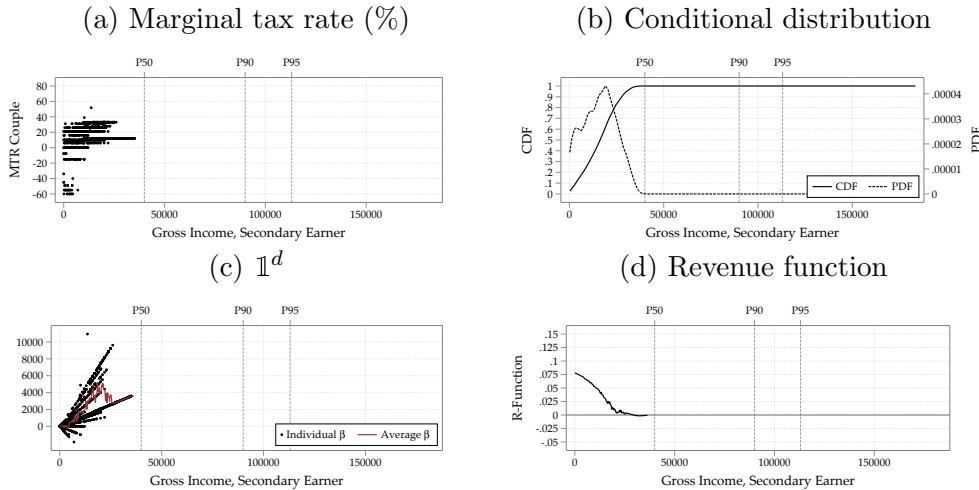 (a) Marginal tax rate (%)
P50 P90 P95
MTR Couple
80
60
40
20
0
-20
-40
-60
0 50000 100000 150000
Gross Income, Secondary Earner
(b) Conditional distribution
P50 P90 P95
CDF
1
.9
.8
.7
.6
.5
.4
.3
.2
.1
0
PDF
.00004
.00003
.00002
.00001
0
CDF PDF
0 50000 100000 150000
Gross Income, Secondary Earner
(c) 𝟙ᵈ
P50 P90 P95
10000
8000
6000
4000
2000
0
Individual β Average β
0 50000 100000 150000
Gross Income, Secondary Earner
(d) Revenue function
P50 P90 P95
R-Function
.15
.125
.1
.075
.05
.025
0
-.025
-.05
0 50000 100000 150000
Gross Income, Secondary Earner